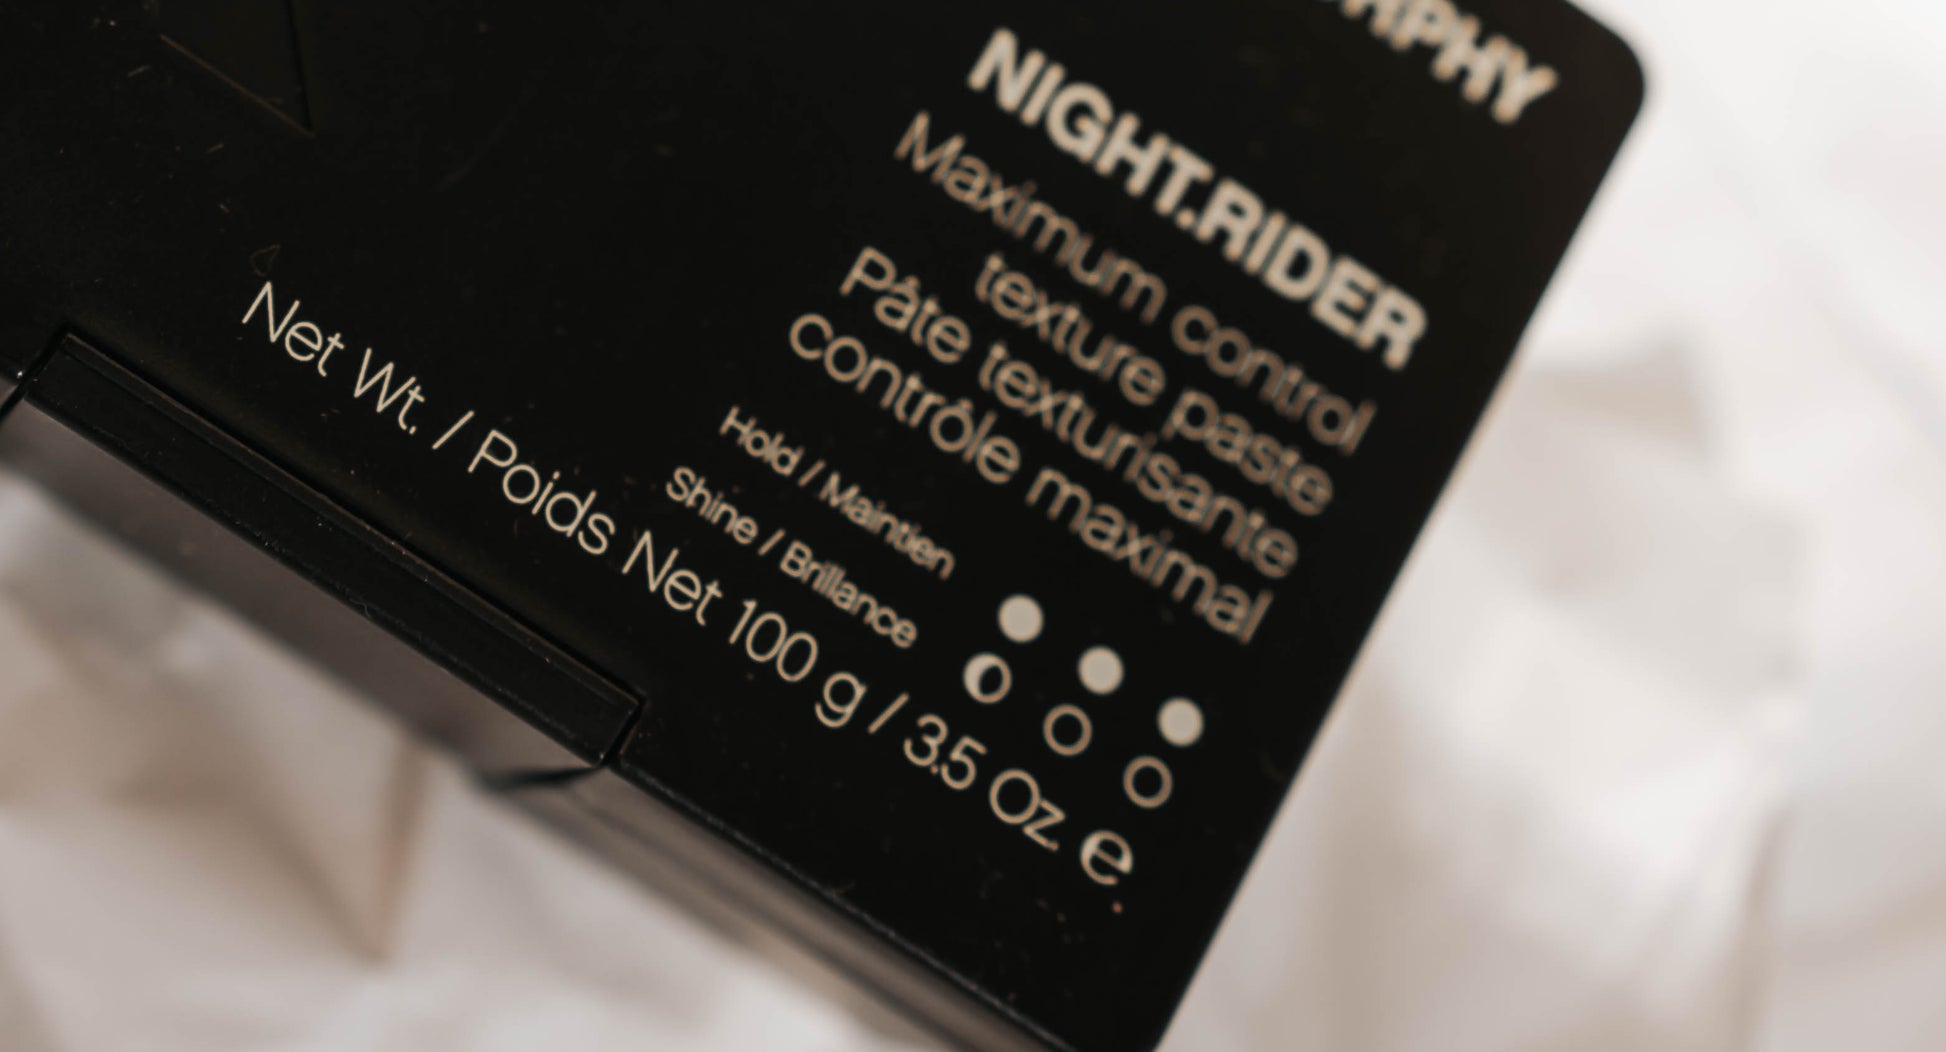 RPHY
NIGHT.RIDER
Maximum control
texture paste
Pâte texturisante
contrôle maximal
Hold / Maintien
Shine / Brillance
Net Wt. / Poids Net 100 g / 3.5 Oz. e